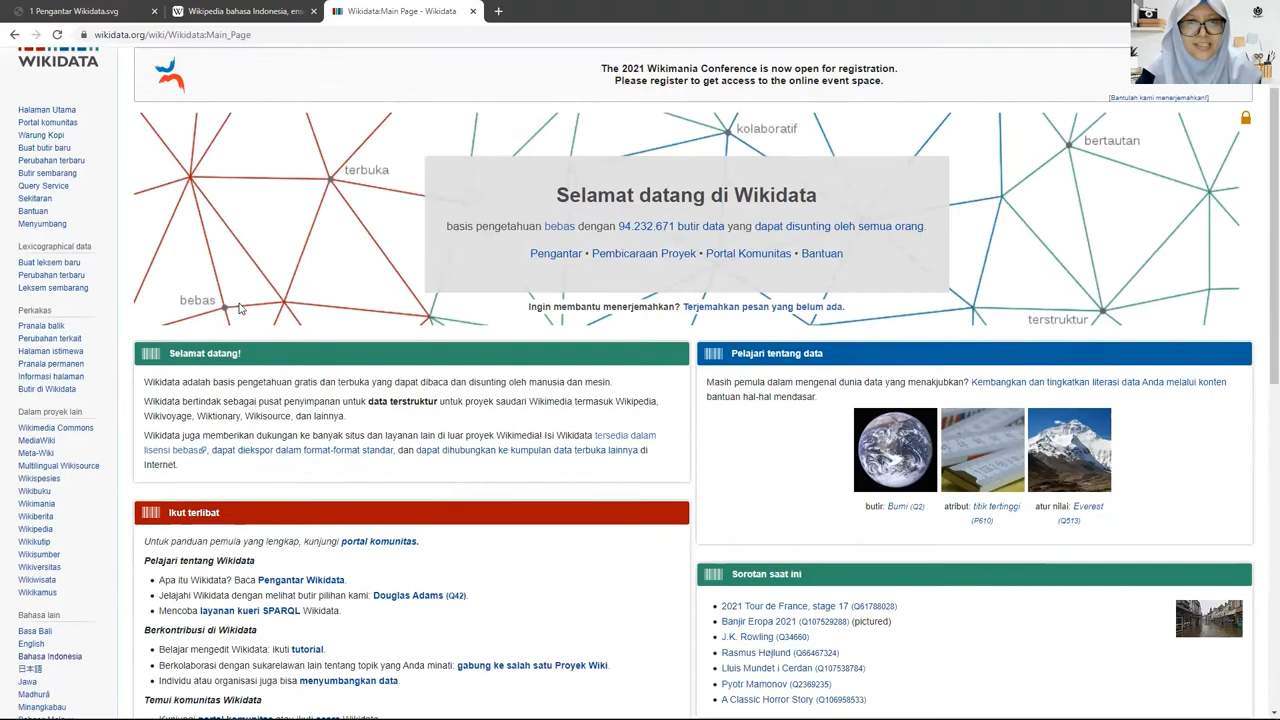 1 Pengantar Wikidata.svg
Wikipedia bahasa Indonesia, ens
Wikidata:Main Page - Wikidata
wikidata.org/wiki/Wikidata:Main_Page
WIKIDATA
Halaman Utama
Portal komunitas
Warung Kopi
Buat butir baru
Perubahan terbaru
Butir sembarang
Query Service
Sekitaran
Bantuan
Menyumbang
Lexicographical data
Buat leksem baru
Perubahan terbaru
Leksem sembarang
Perkakas
Pranala balik
Perubahan terkait
Halaman istimewa
Pranala permanen
Informasi halaman
Butir di Wikidata
Dalam proyek lain
Wikimedia Commons
MediaWiki
Meta-Wiki
Multilingual Wikisource
Wikispesies
Wikibuku
Wikimania
Wikiberita
Wikipedia
Wikikutip
Wikisumber
Wikiversitas
Wikiwisata
Wikikamus
Bahasa lain
Basa Bali
English
Bahasa Indonesia
日本語
Jawa
Madhurâ
Minangkabau
The 2021 Wikimania Conference is now open for registration.
Please register to get access to the online event space.
[Bantulah kami menerjemahkan!]
kolaboratif
bertautan
terbuka
bebas
terstruktur
Selamat datang di Wikidata
basis pengetahuan bebas dengan 94.232.671 butir data yang dapat disunting oleh semua orang.
Pengantar • Pembicaraan Proyek • Portal Komunitas • Bantuan
Ingin membantu menerjemahkan? Terjemahkan pesan yang belum ada.
Selamat datang!
Wikidata adalah basis pengetahuan gratis dan terbuka yang dapat dibaca dan disunting oleh manusia dan mesin.
Wikidata bertindak sebagai pusat penyimpanan untuk data terstruktur untuk proyek saudari Wikimedia termasuk Wikipedia,
Wikivoyage, Wiktionary, Wikisource, dan lainnya.
Wikidata juga memberikan dukungan ke banyak situs dan layanan lain di luar proyek Wikimedia! Isi Wikidata tersedia dalam
lisensi bebas, dapat diekspor dalam format-format standar, dan dapat dihubungkan ke kumpulan data terbuka lainnya di
Internet.
Ikut terlibat
Untuk panduan pemula yang lengkap, kunjungi portal komunitas.
Pelajari tentang Wikidata
• Apa itu Wikidata? Baca Pengantar Wikidata.
• Jelajahi Wikidata dengan melihat butir pilihan kami: Douglas Adams (Q42).
• Mencoba layanan kueri SPARQL Wikidata.
Berkontribusi di Wikidata
• Belajar mengedit Wikidata: ikuti tutorial.
• Berkolaborasi dengan sukarelawan lain tentang topik yang Anda minati: gabung ke salah satu Proyek Wiki.
• Individu atau organisasi juga bisa menyumbangkan data.
Temui komunitas Wikidata
Pelajari tentang data
Masih pemula dalam mengenal dunia data yang menakjubkan? Kembangkan dan tingkatkan literasi data Anda melalui konten
bantuan hal-hal mendasar.
butir: Bumi (Q2)
atribut: titik tertinggi
(P610)
atur nilai: Everest
(Q513)
Sorotan saat ini
• 2021 Tour de France, stage 17 (Q61788028)
• Banjir Eropa 2021 (Q107529288) (pictured)
• J.K. Rowling (Q34660)
• Rasmus Højlund (Q66467324)
• Lluis Mundet i Cerdan (Q107538784)
• Pyotr Mamonov (Q2369235)
• A Classic Horror Story (Q106958533)